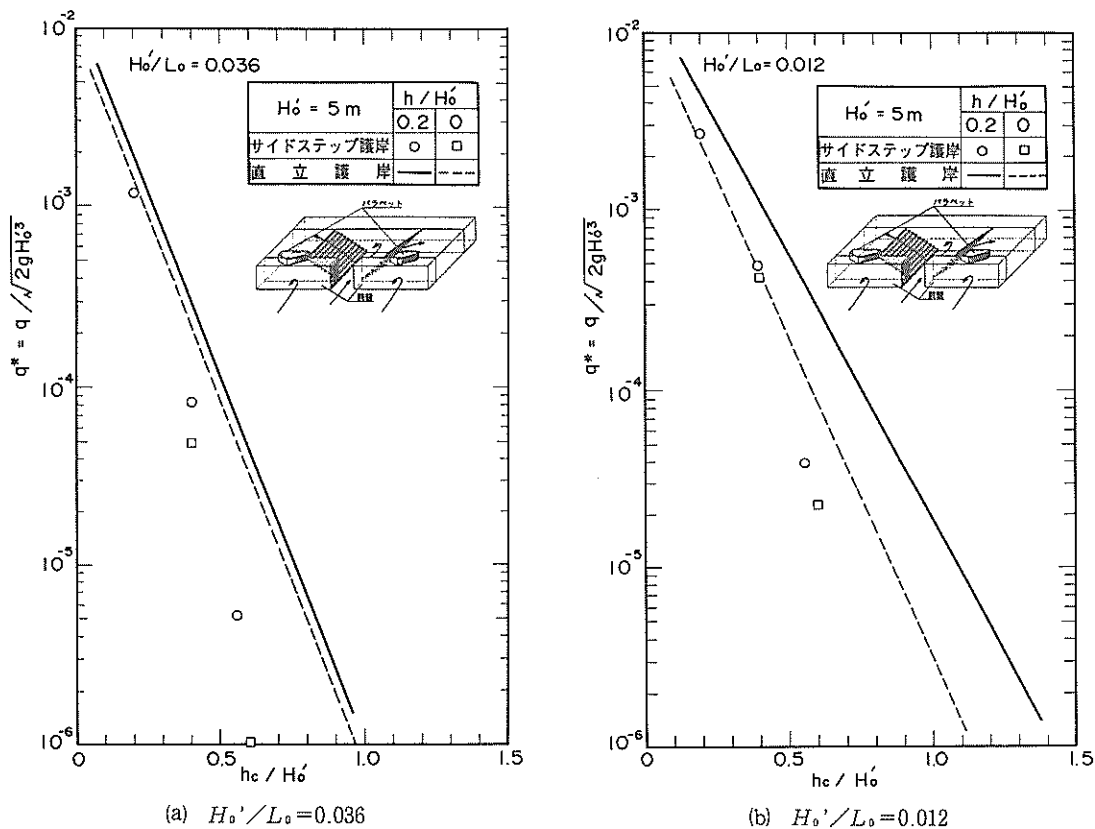 10⁻²
H₀'/L₀ = 0.036
H₀' = 5 m
h / H₀'
0.2
0
サイドステップ護岸
○
□
直立護岸
パラペット
10⁻³
q* = q /√2gH₀'³
10⁻⁴
10⁻⁵
10⁻⁶
0
0.5
1.0
1.5
hc / H₀'
(a) H₀'/L₀=0.036
10⁻²
H₀'/L₀ = 0.012
H₀' = 5 m
h / H₀'
0.2
0
サイドステップ護岸
○
□
直立護岸
パラペット
10⁻³
q* = q /√2gH₀'³
10⁻⁴
10⁻⁵
10⁻⁶
0
0.5
1.0
1.5
hc / H₀'
(b) H₀'/L₀=0.012